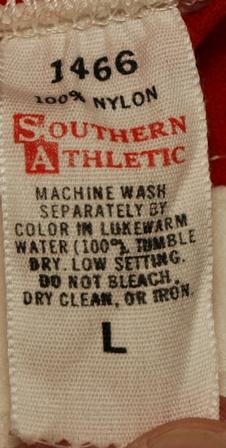 1466
100% NYLON
SOUTHERN
ATHLETIC
MACHINE WASH
SEPARATELY BY
COLOR IN LUKEWARM
WATER (100°). TUMBLE
DRY. LOW SETTING.
DO NOT BLEACH,
DRY CLEAN, OR IRON.
L